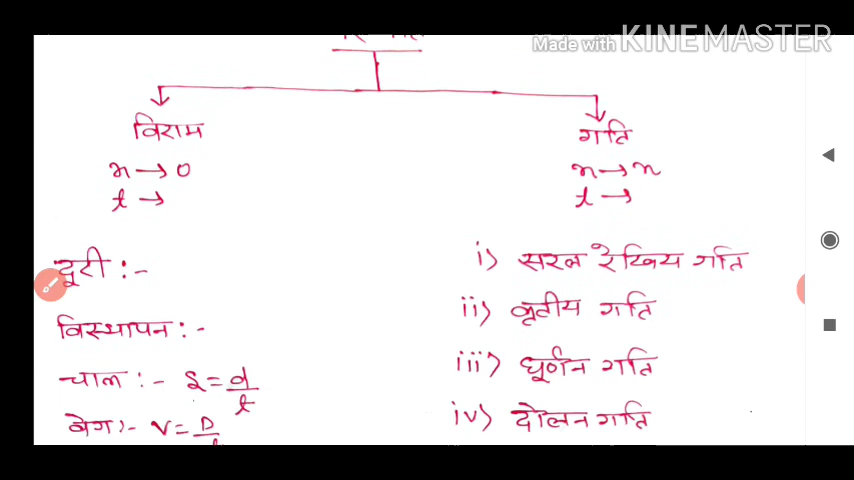 Made with KINEMASTER
विराम
गति
x → 0
x → x
t →
t →
दूरी :-
i) सरल रेखिय गति
विस्थापन :-
ii) वृतीय गति
चाल :- S = d/t
iii) घूर्णन गति
बेग :- V = D/t
iv) दोलन गति